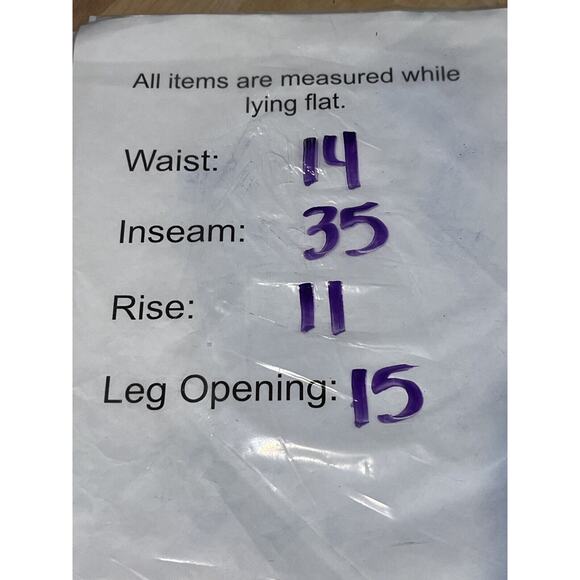 All items are measured while
lying flat.
Waist: 14
Inseam: 35
Rise: 11
Leg Opening: 15